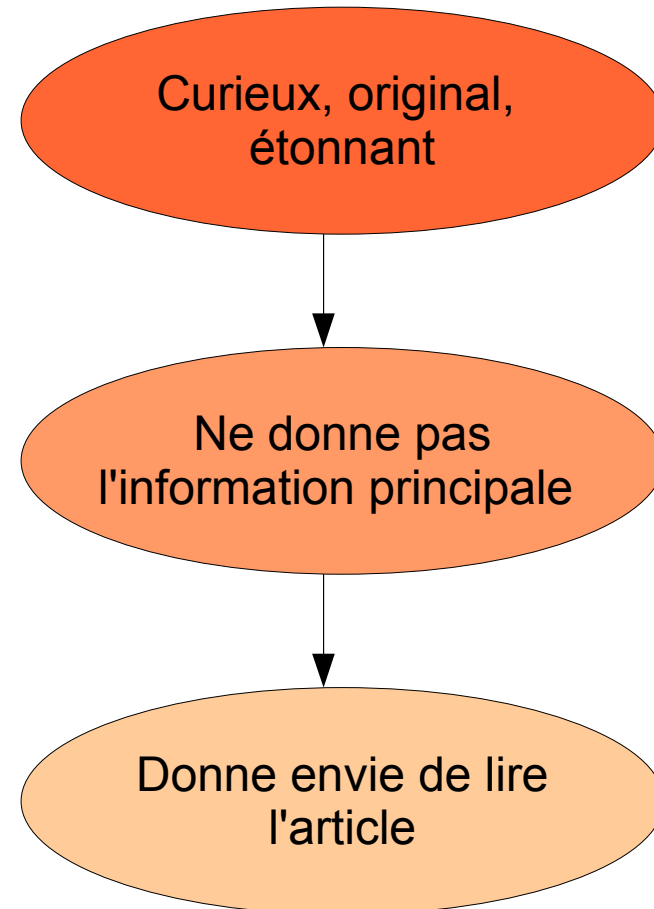 Curieux, original,
étonnant
Ne donne pas
l'information principale
Donne envie de lire
l'article